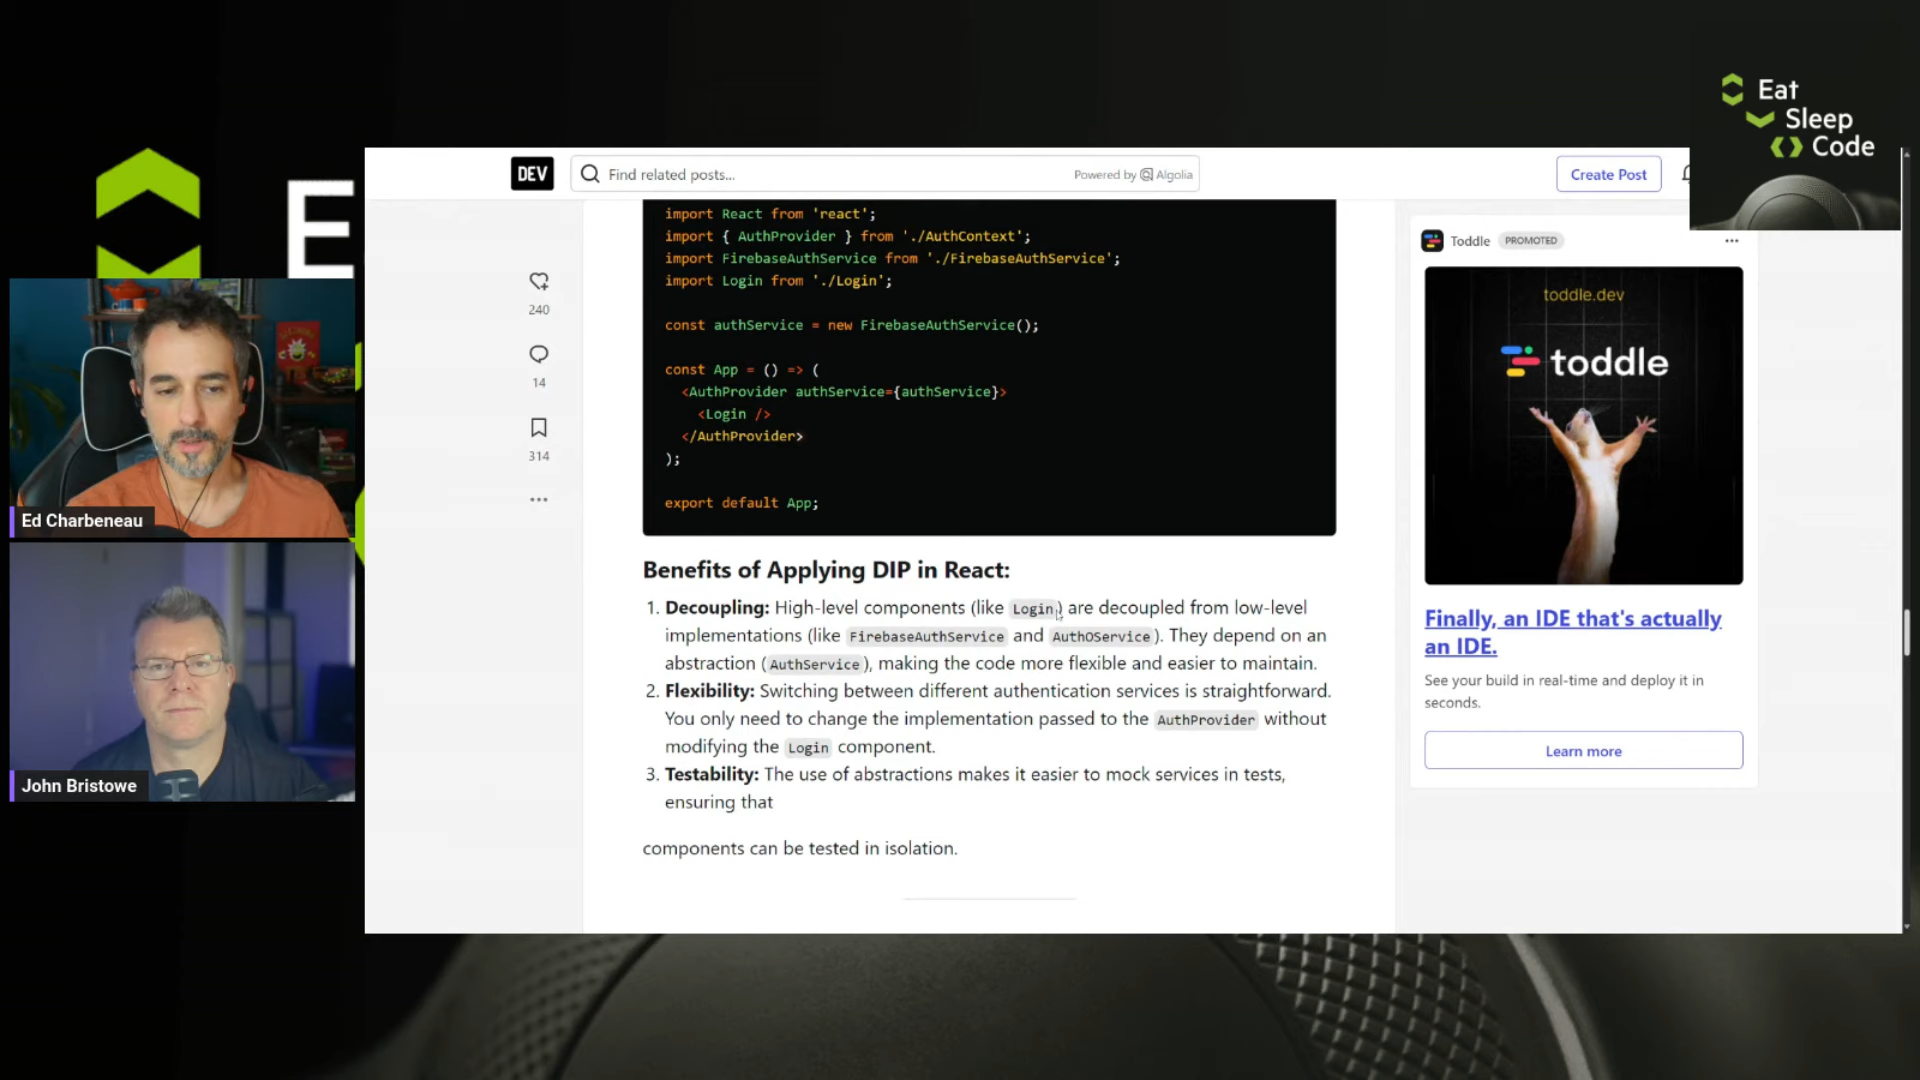 Eat
Sleep
Code
E
DEV
Find related posts...
Powered by Algolia
Create Post
import React from 'react';
import { AuthProvider } from './AuthContext';
import FirebaseAuthService from './FirebaseAuthService';
import Login from './Login';
const authService = new FirebaseAuthService();
const App = () => (
<AuthProvider authService={authService}>
<Login />
</AuthProvider>
);
export default App;
240
14
314
Benefits of Applying DIP in React:
1. Decoupling: High-level components (like Login) are decoupled from low-level
implementations (like FirebaseAuthService and AuthOService). They depend on an
abstraction (AuthService), making the code more flexible and easier to maintain.
2. Flexibility: Switching between different authentication services is straightforward.
You only need to change the implementation passed to the AuthProvider without
modifying the Login component.
3. Testability: The use of abstractions makes it easier to mock services in tests,
ensuring that
components can be tested in isolation.
Toddle PROMOTED
toddle.dev
toddle
Finally, an IDE that's actually
an IDE.
See your build in real-time and deploy it in
seconds.
Learn more
Ed Charbeneau
John Bristowe